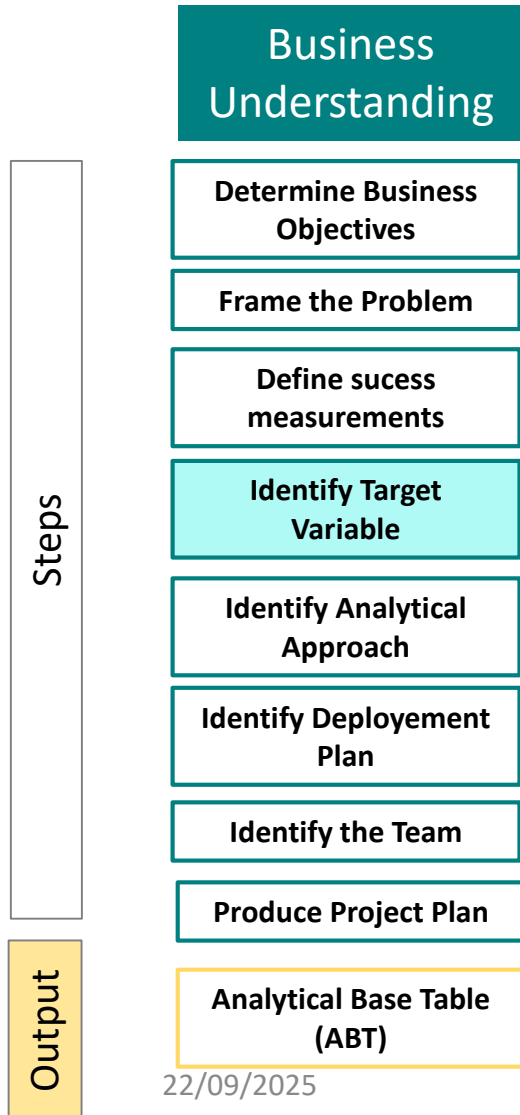 Business
Understanding
Steps
Determine Business
Objectives
Frame the Problem
Define sucess
measurements
Identify Target
Variable
Identify Analytical
Approach
Identify Deployement
Plan
Identify the Team
Produce Project Plan
Output
Analytical Base Table
(ABT)
22/09/2025